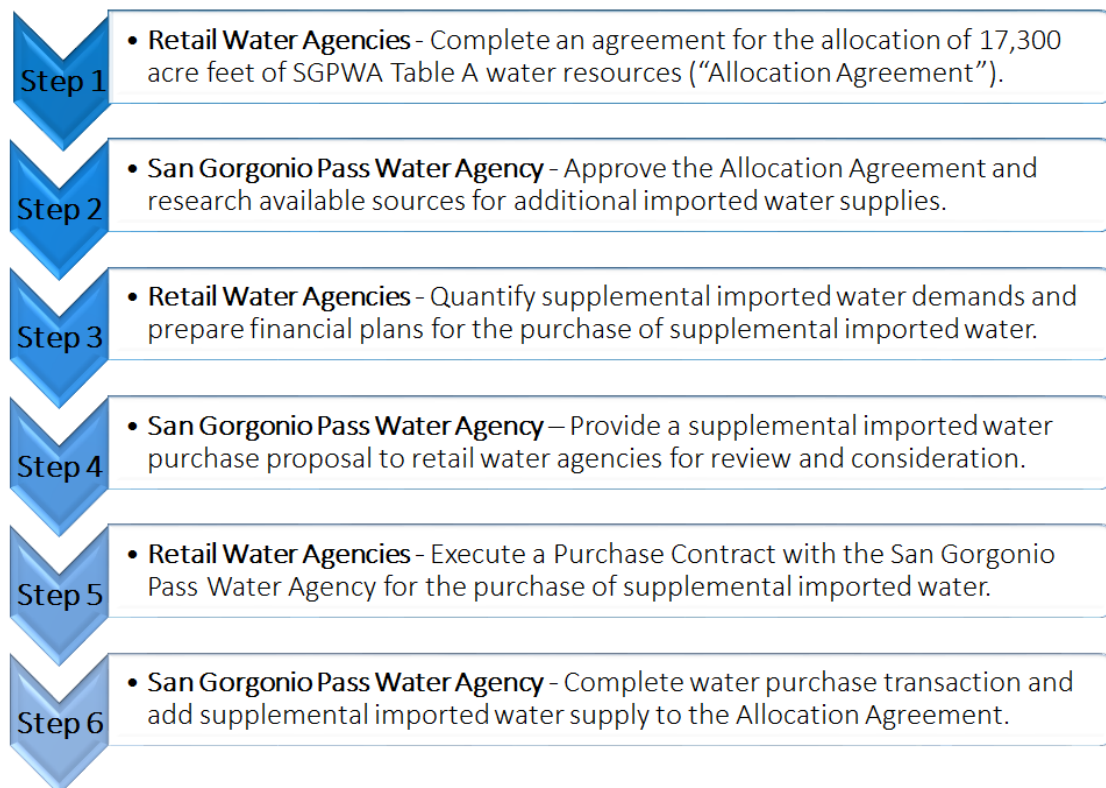 Step 1
• Retail Water Agencies - Complete an agreement for the allocation of 17,300
acre feet of SGPWA Table A water resources (“Allocation Agreement”).
Step 2
• San Gorgonio Pass Water Agency - Approve the Allocation Agreement and
research available sources for additional imported water supplies.
Step 3
• Retail Water Agencies - Quantify supplemental imported water demands and
prepare financial plans for the purchase of supplemental imported water.
Step 4
• San Gorgonio Pass Water Agency – Provide a supplemental imported water
purchase proposal to retail water agencies for review and consideration.
Step 5
• Retail Water Agencies - Execute a Purchase Contract with the San Gorgonio
Pass Water Agency for the purchase of supplemental imported water.
Step 6
• San Gorgonio Pass Water Agency - Complete water purchase transaction and
add supplemental imported water supply to the Allocation Agreement.